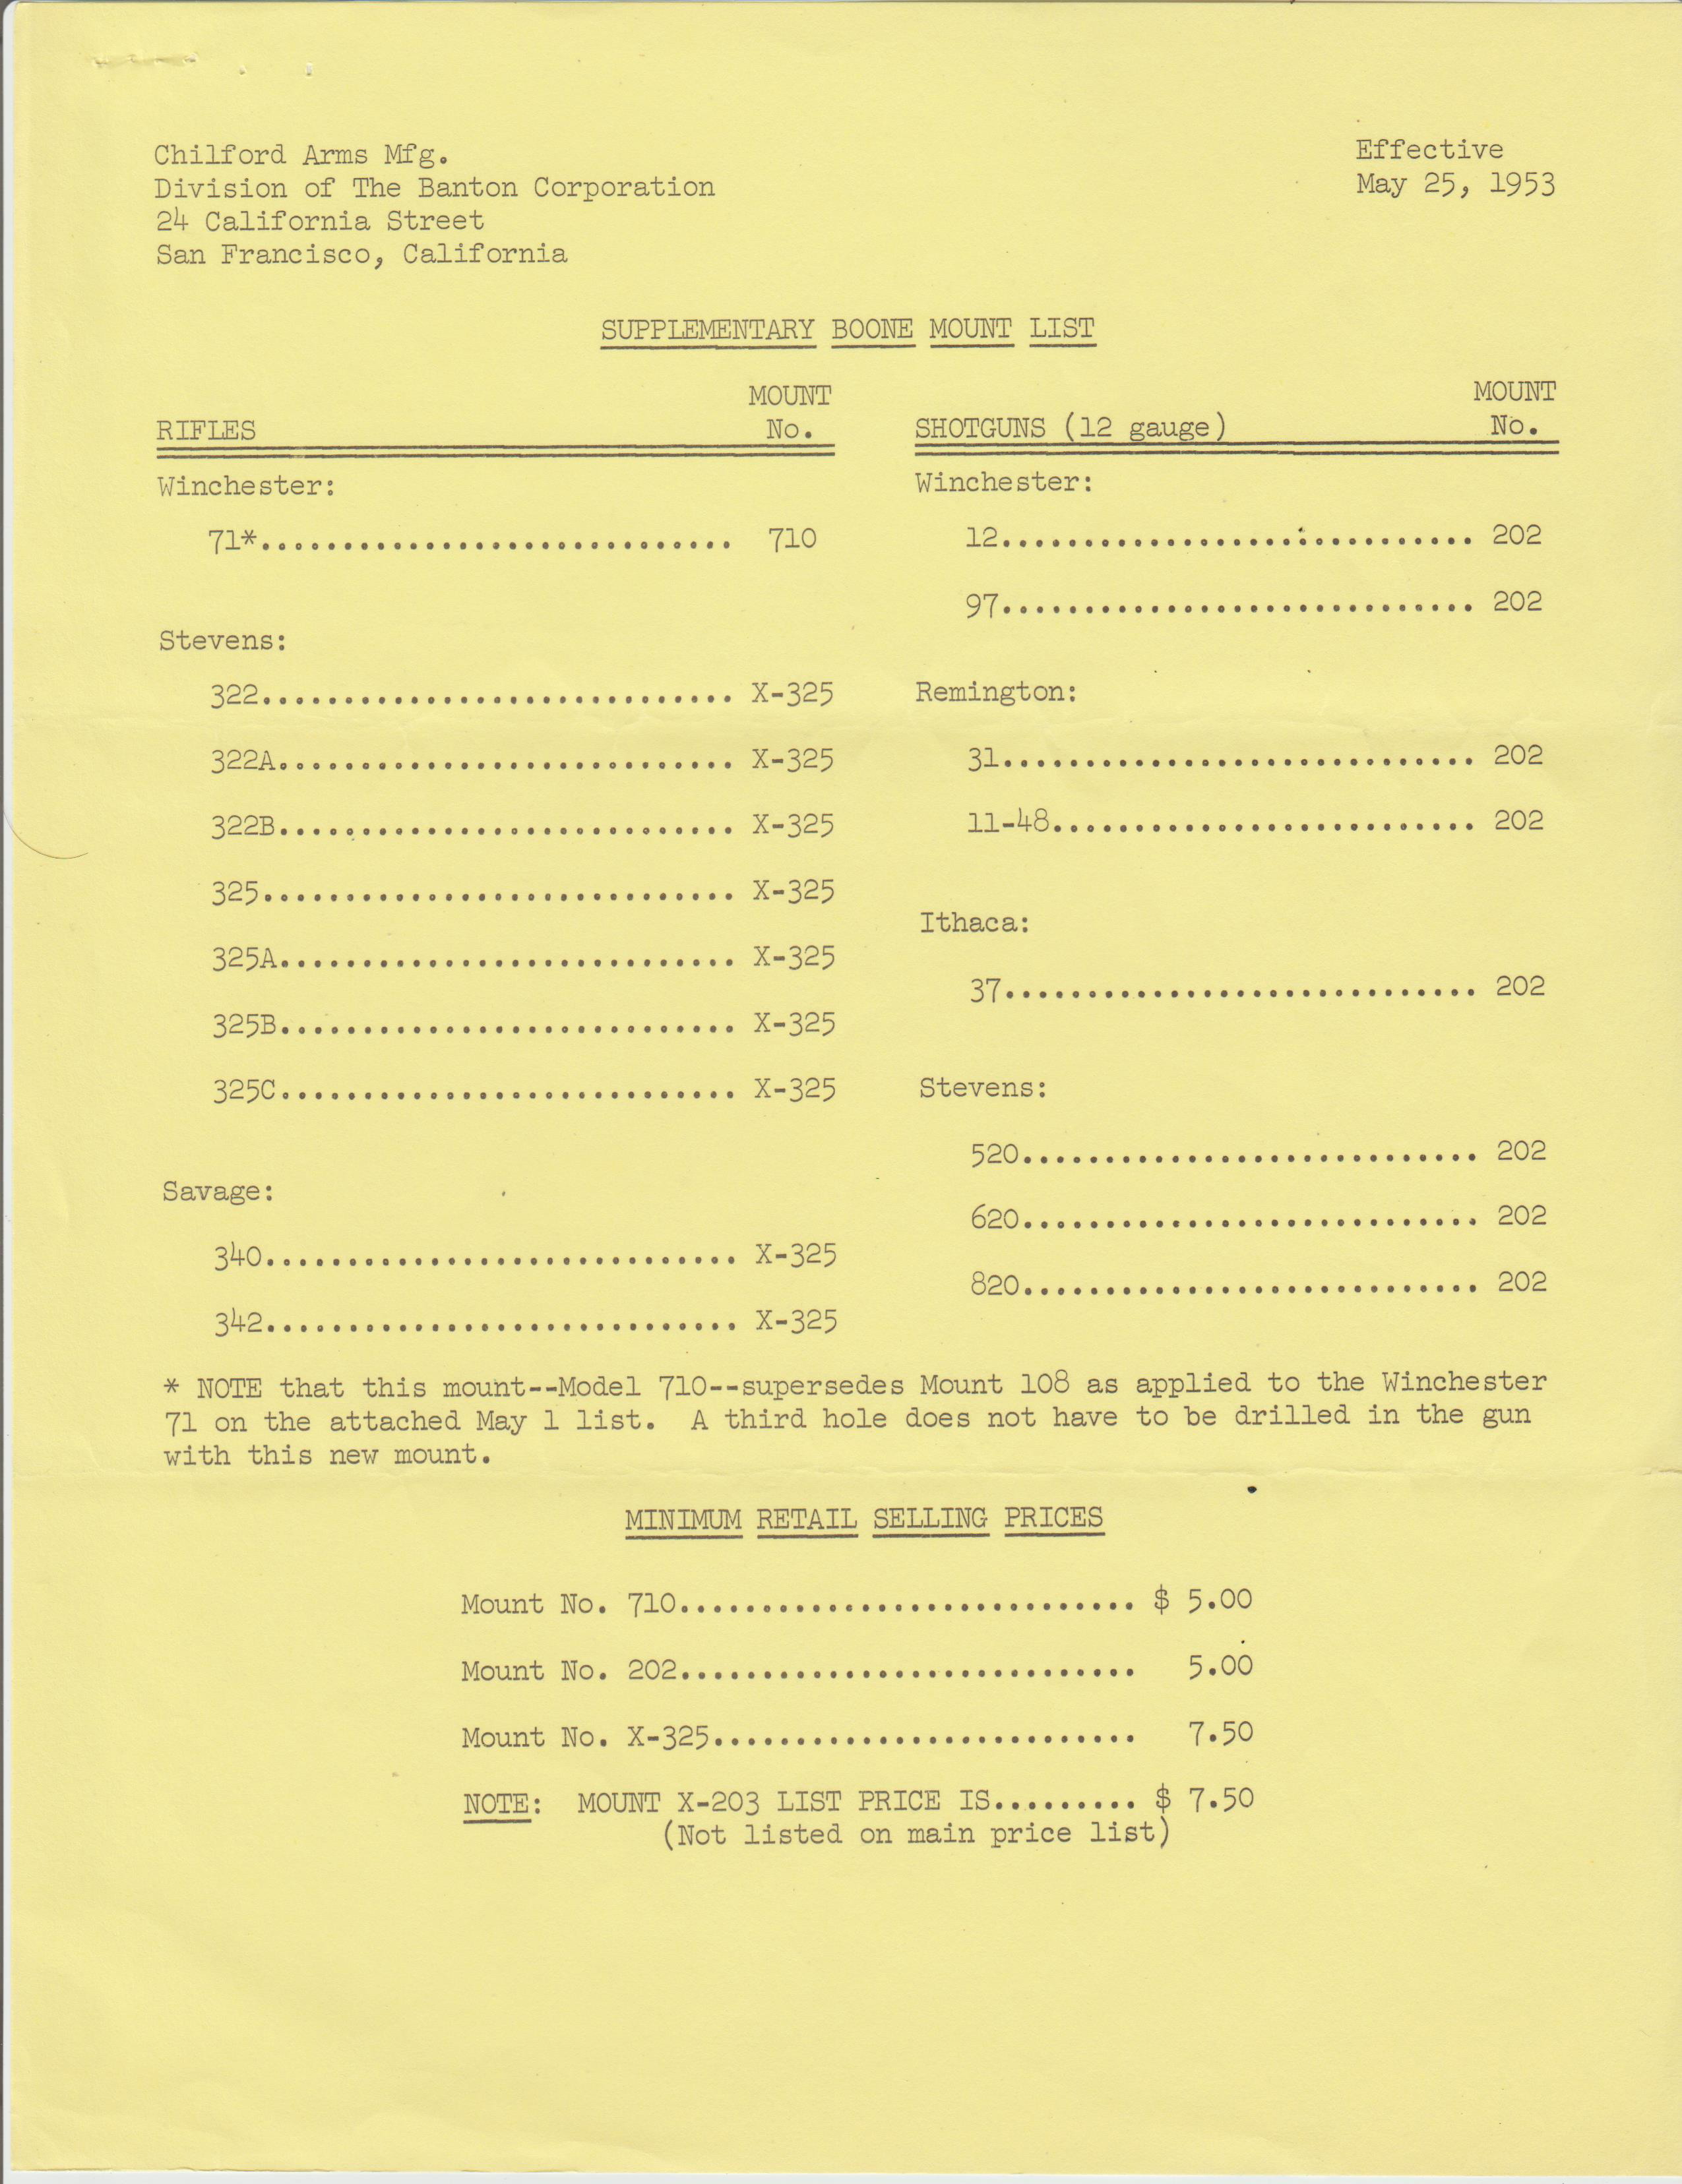 Chilford Arms Mfg.
Division of The Banton Corporation
24 California Street
San Francisco, California
Effective
May 25, 1953
SUPPLEMENTARY BOONE MOUNT LIST
RIFLES MOUNT No.
Winchester:
71*............................. 710
Stevens:
322............................. X-325
322A............................ X-325
322B............................ X-325
325............................. X-325
325A............................ X-325
325B............................ X-325
325C............................ X-325
Savage:
340............................. X-325
342............................. X-325
SHOTGUNS (12 gauge) MOUNT No.
Winchester:
12............................. 202
97............................. 202
Remington:
31............................. 202
11-48.......................... 202
Ithaca:
37............................. 202
Stevens:
520............................ 202
620............................ 202
820............................ 202
* NOTE that this mount--Model 710--supersedes Mount 108 as applied to the Winchester
71 on the attached May 1 list.  A third hole does not have to be drilled in the gun
with this new mount.
MINIMUM RETAIL SELLING PRICES
Mount No. 710............................ $ 5.00
Mount No. 202............................ 5.00
Mount No. X-325.......................... 7.50
NOTE: MOUNT X-203 LIST PRICE IS......... $ 7.50
(Not listed on main price list)